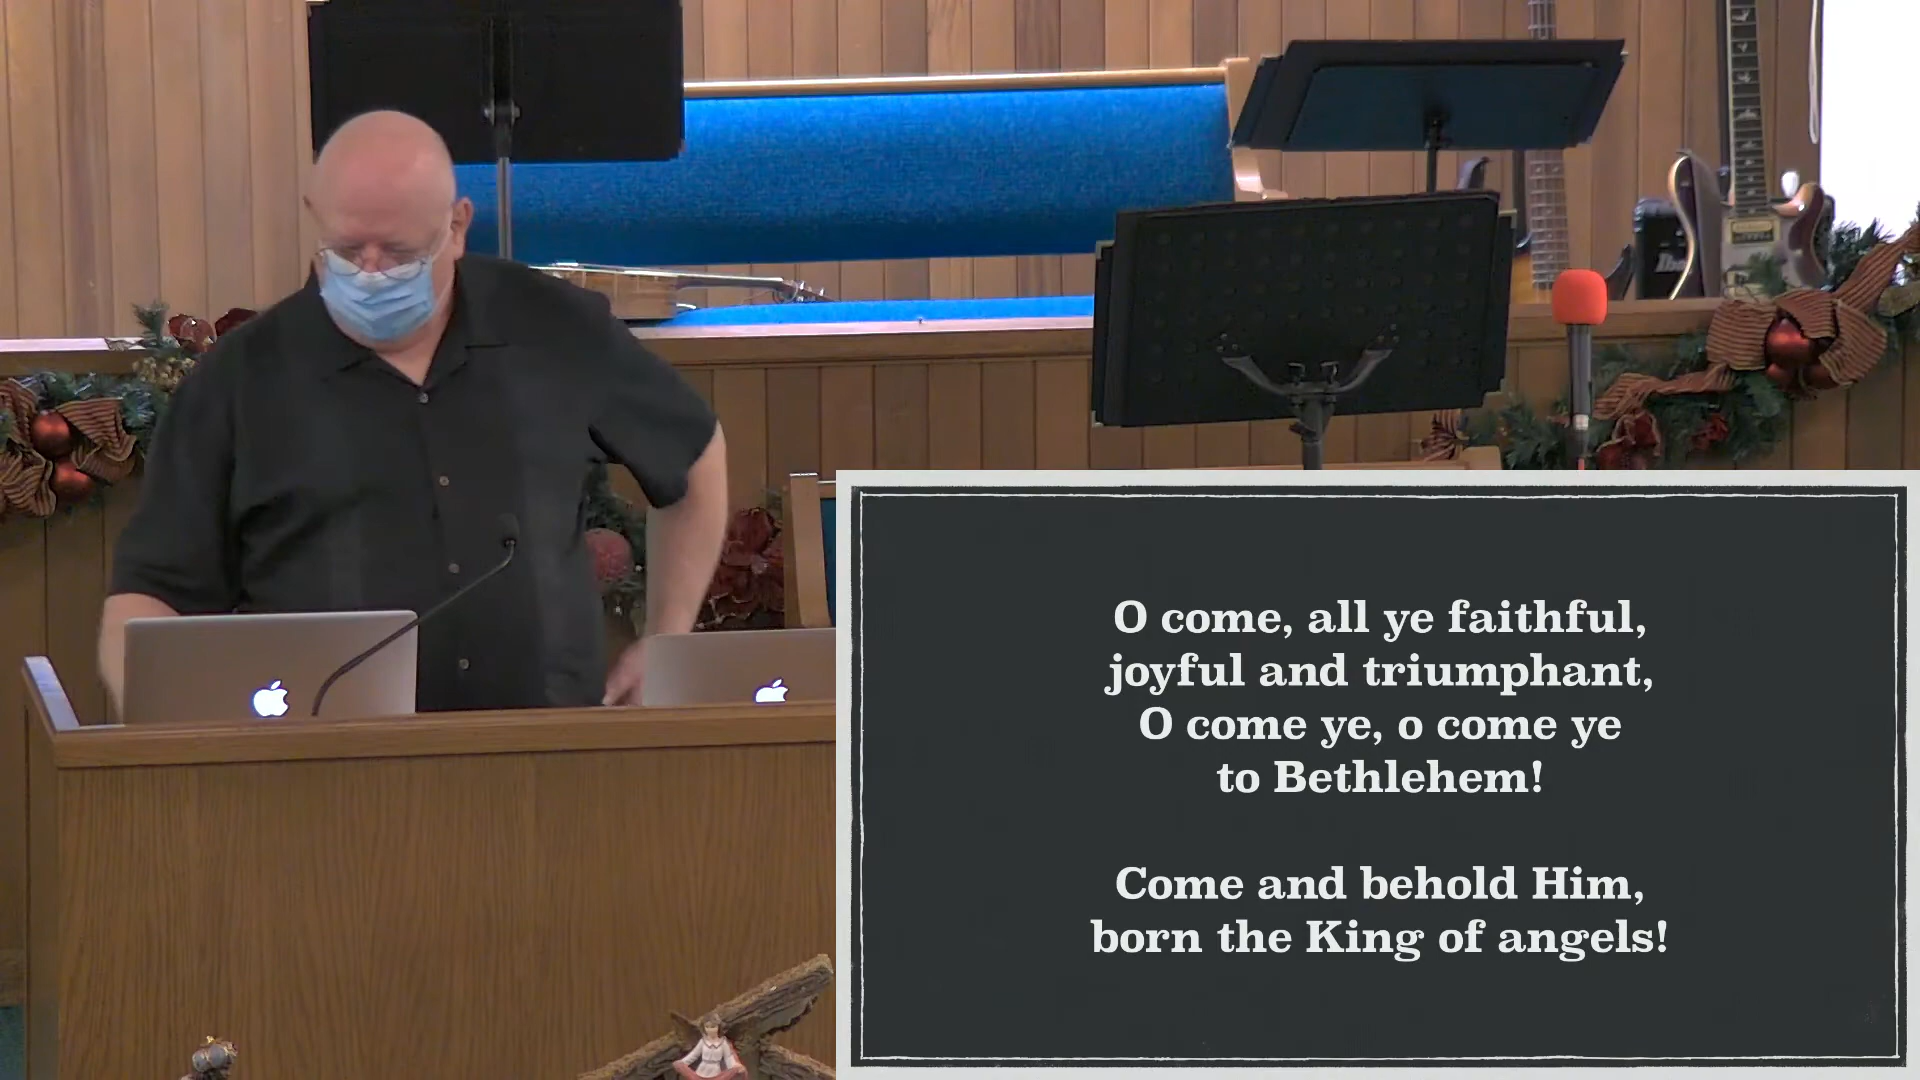 O come, all ye faithful,
joyful and triumphant,
O come ye, o come ye
to Bethlehem!
Come and behold Him,
born the King of angels!